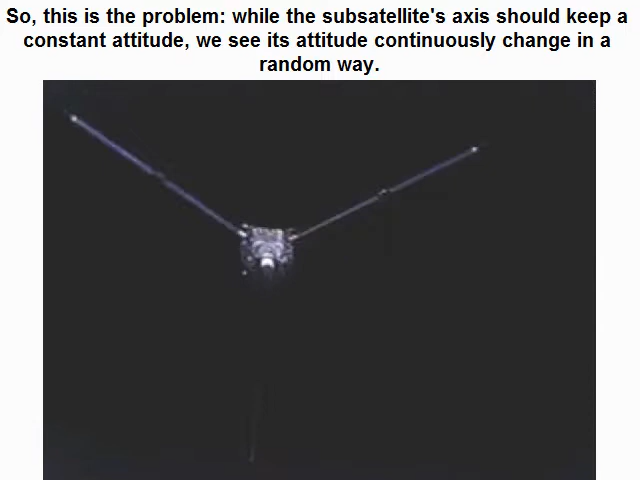 So, this is the problem: while the subsatellite's axis should keep a
constant attitude, we see its attitude continuously change in a
random way.